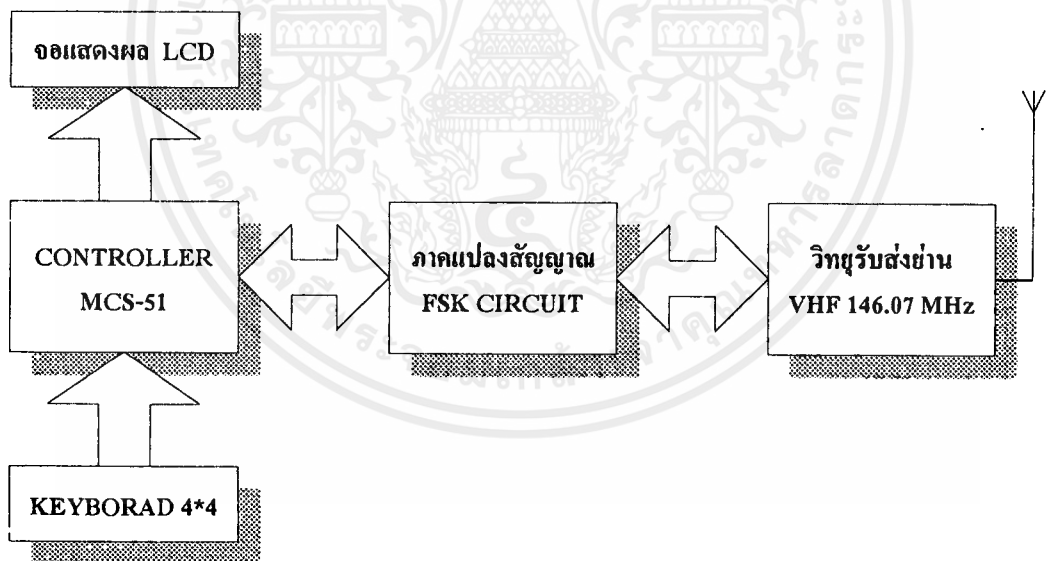 จอแสดงผล LCD
CONTROLLER
MCS-51
ภาคแปลงสัญญาณ
FSK CIRCUIT
วิทยุรับส่งย่าน
VHF 146.07 MHz
KEYBORAD 4*4